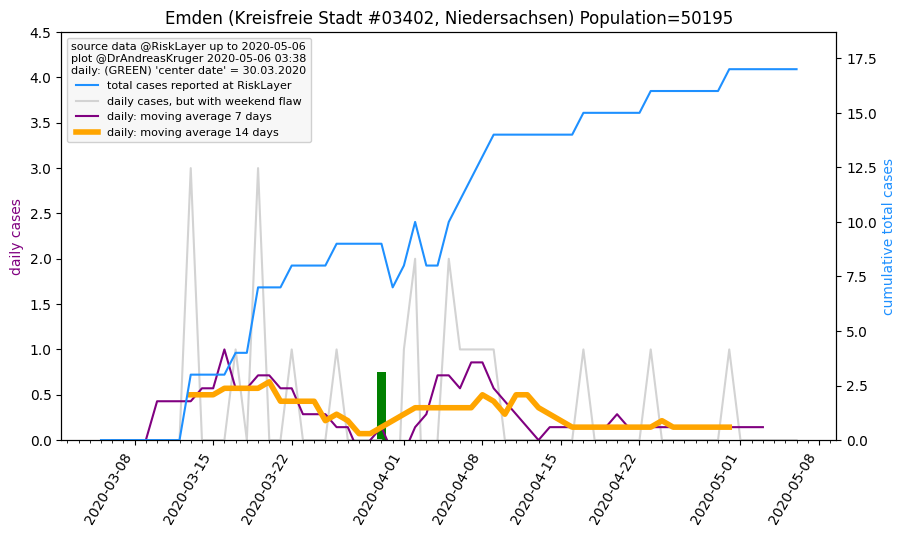 Emden (Kreisfreie Stadt #03402, Niedersachsen) Population=50195
source data @RiskLayer up to 2020-05-06
plot @DrAndreasKruger 2020-05-06 03:38
daily: (GREEN) 'center date' = 30.03.2020
total cases reported at RiskLayer
daily cases, but with weekend flaw
daily: moving average 7 days
daily: moving average 14 days
daily cases
4.5
4.0
3.5
3.0
2.5
2.0
1.5
1.0
0.5
0.0
17.5
15.0
12.5
10.0
7.5
5.0
2.5
0.0
cumulative total cases
2020-03-08
2020-03-15
2020-03-22
2020-04-01
2020-04-08
2020-04-15
2020-04-22
2020-05-01
2020-05-08